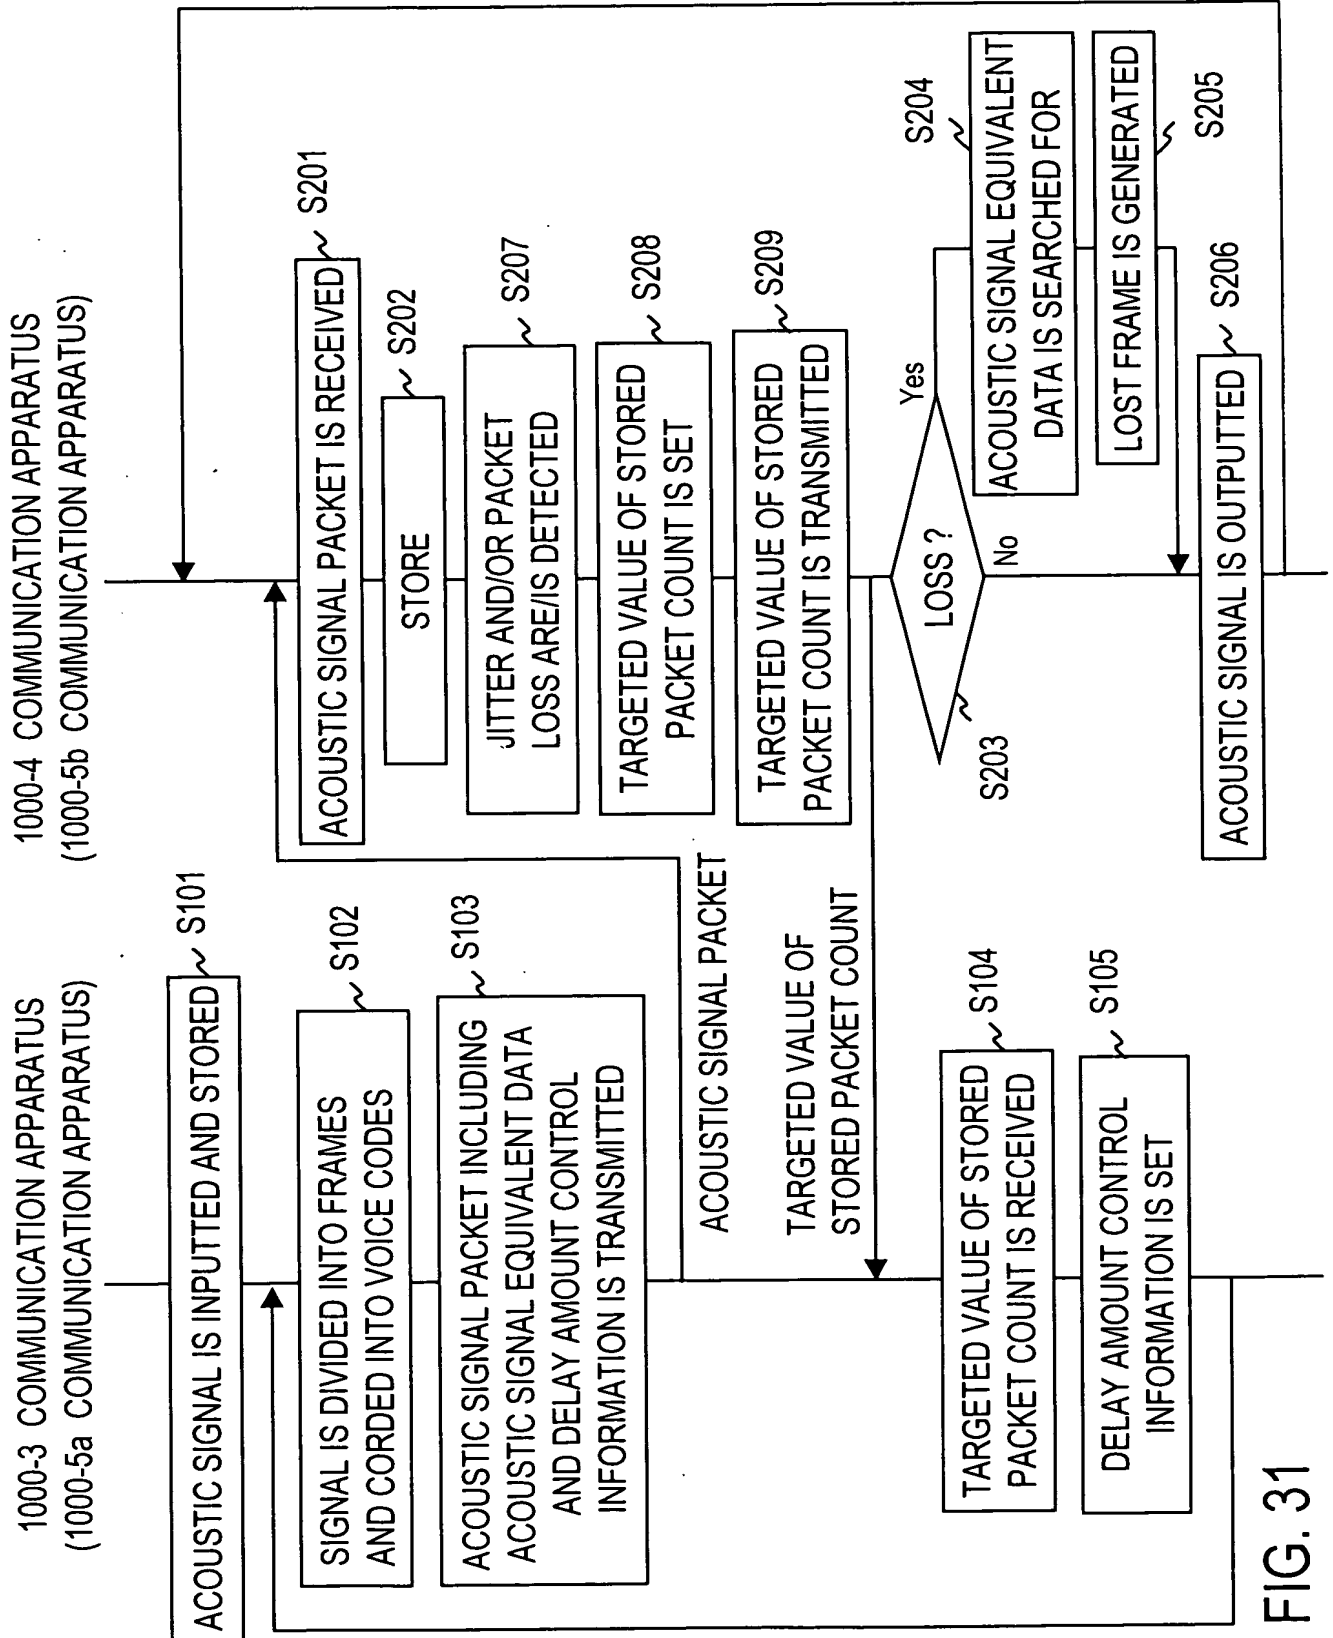 1000-3 COMMUNICATION APPARATUS
(1000-5a COMMUNICATION APPARATUS)
ACOUSTIC SIGNAL IS INPUTTED AND STORED
S101
SIGNAL IS DIVIDED INTO FRAMES
AND CORDED INTO VOICE CODES
S102
ACOUSTIC SIGNAL PACKET INCLUDING
ACOUSTIC SIGNAL EQUIVALENT DATA
AND DELAY AMOUNT CONTROL
INFORMATION IS TRANSMITTED
S103
ACOUSTIC SIGNAL PACKET
TARGETED VALUE OF
STORED PACKET COUNT
TARGETED VALUE OF STORED
PACKET COUNT IS RECEIVED
S104
DELAY AMOUNT CONTROL
INFORMATION IS SET
S105
1000-4 COMMUNICATION APPARATUS
(1000-5b COMMUNICATION APPARATUS)
ACOUSTIC SIGNAL PACKET IS RECEIVED
S201
STORE
S202
JITTER AND/OR PACKET
LOSS ARE/IS DETECTED
S207
TARGETED VALUE OF STORED
PACKET COUNT IS SET
S208
TARGETED VALUE OF STORED
PACKET COUNT IS TRANSMITTED
S209
LOSS ?
S203
Yes
No
ACOUSTIC SIGNAL EQUIVALENT
DATA IS SEARCHED FOR
S204
LOST FRAME IS GENERATED
S205
ACOUSTIC SIGNAL IS OUTPUTTED
S206
FIG. 31